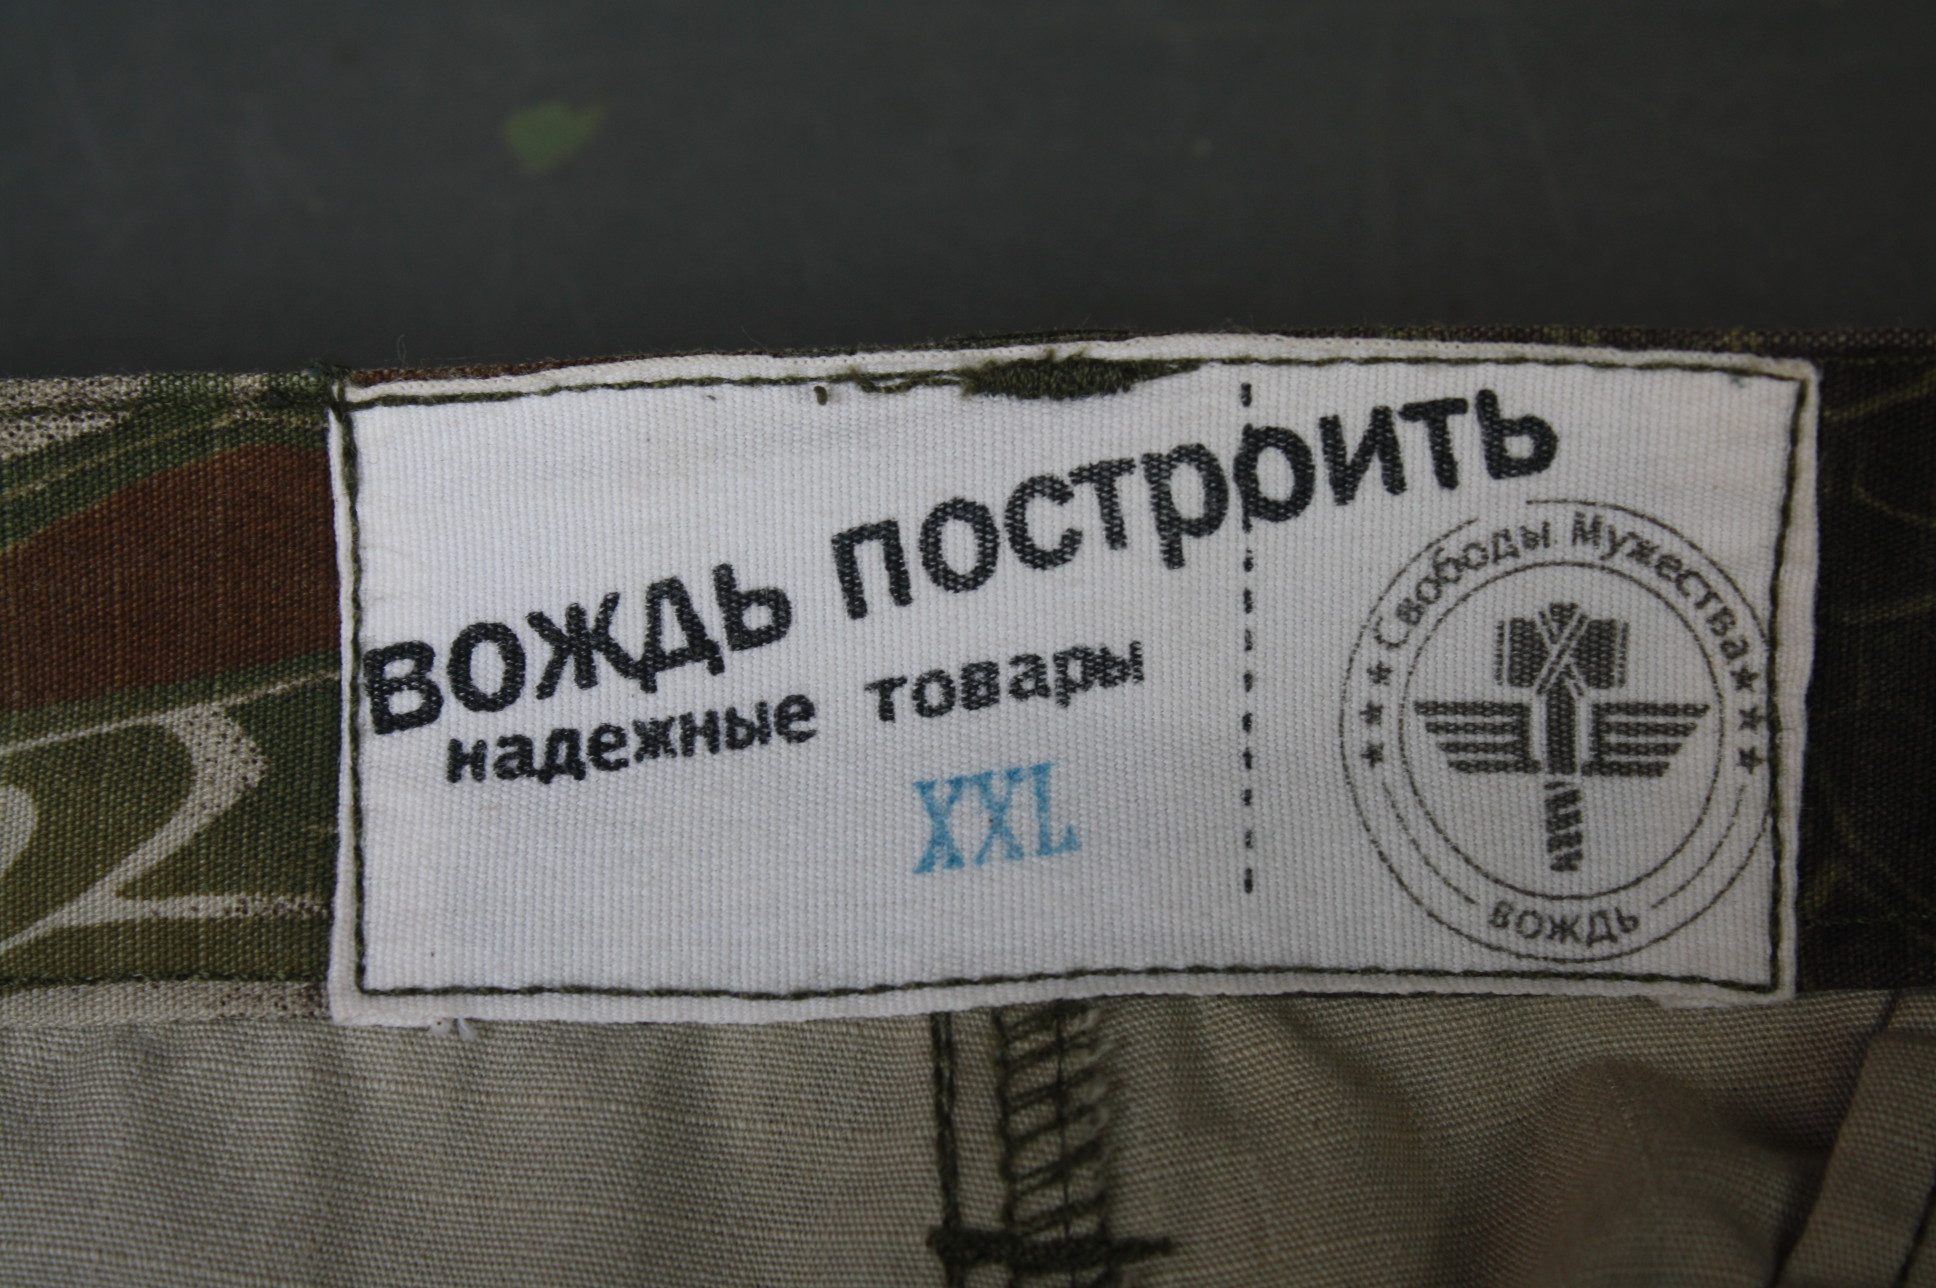 вождь построить
надежные товары
XXL
Свободы Мужества
вождь